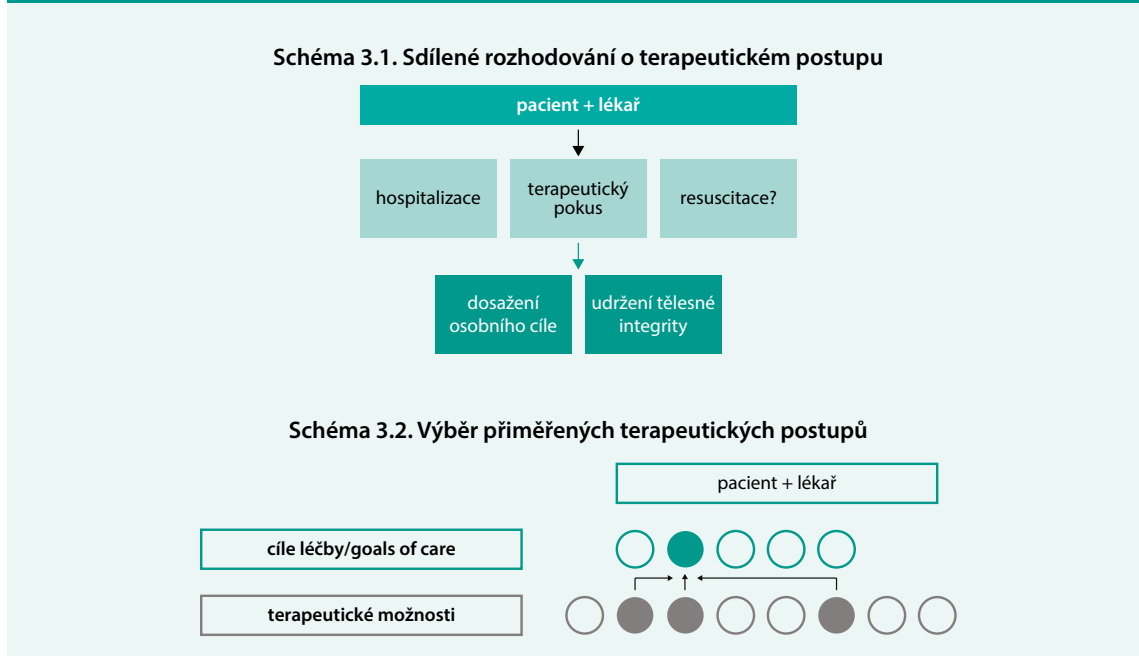 Schéma 3.1. Sdílené rozhodování o terapeutickém postupu
pacient + lékař
hospitalizace
terapeutický
pokus
resuscitace?
dosažení
osobního cíle
udržení tělesné
integrity
Schéma 3.2. Výběr přiměřených terapeutických postupů
pacient + lékař
cíle léčby/goals of care
terapeutické možnosti